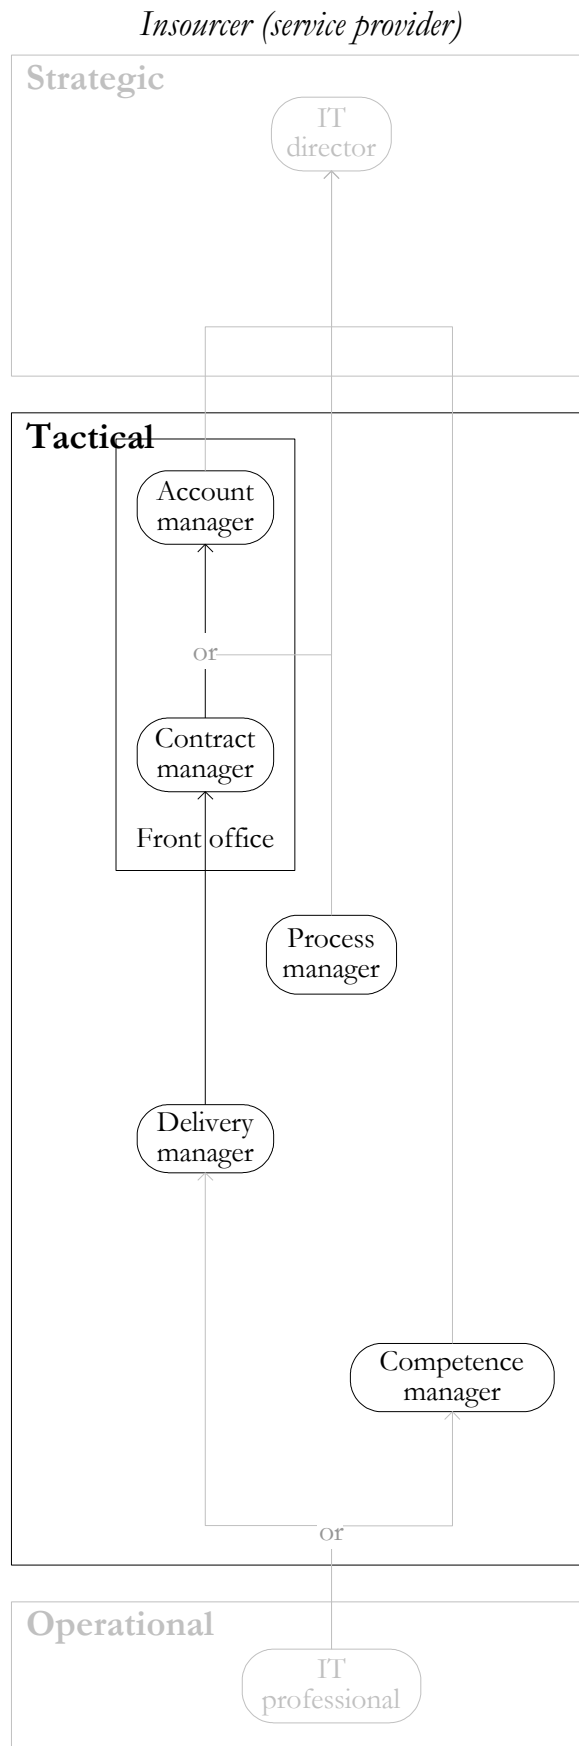 Insourcer (service provider)
Strategic
IT
director
Tactical
Account
manager
or
Contract
manager
Front office
Process
manager
Delivery
manager
Competence
manager
or
Operational
IT
professional